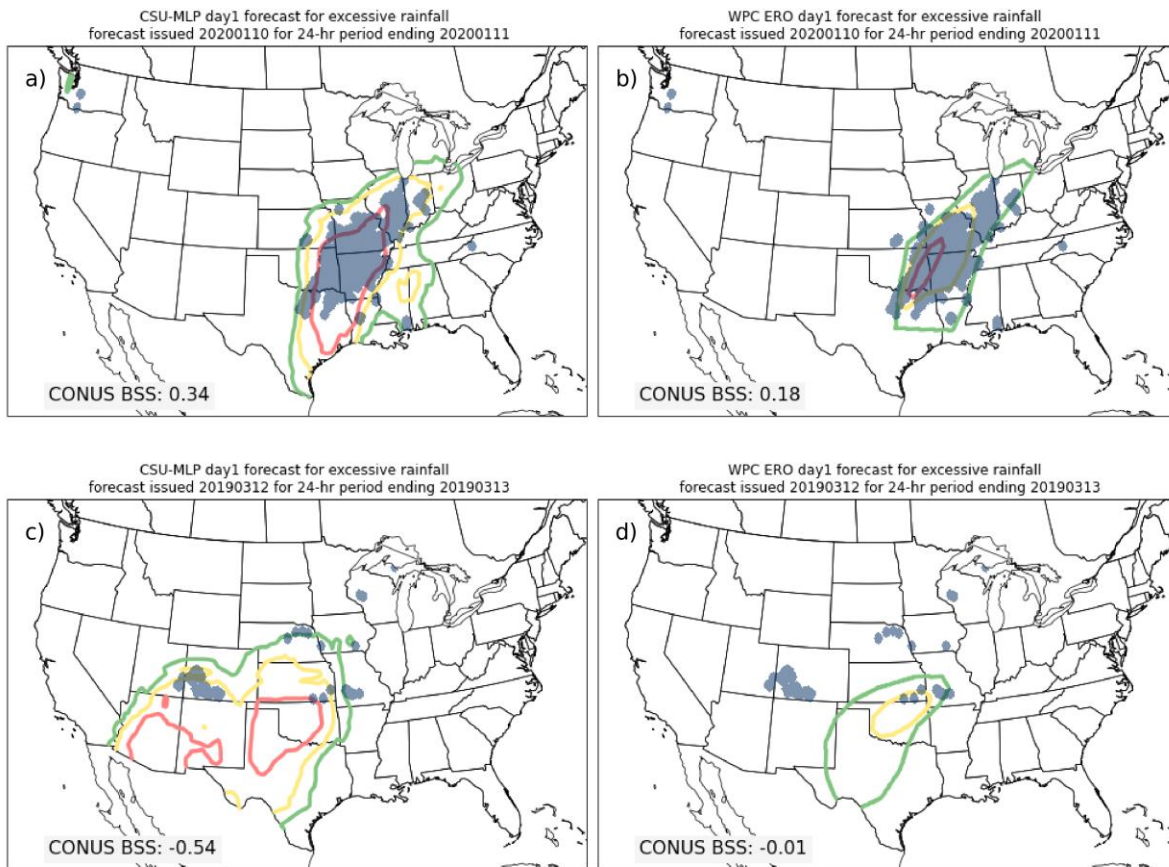 CSU-MLP day1 forecast for excessive rainfall
forecast issued 20200110 for 24-hr period ending 20200111
a)
CONUS BSS: 0.34
WPC ERO day1 forecast for excessive rainfall
forecast issued 20200110 for 24-hr period ending 20200111
b)
CONUS BSS: 0.18
CSU-MLP day1 forecast for excessive rainfall
forecast issued 20190312 for 24-hr period ending 20190313
c)
CONUS BSS: -0.54
WPC ERO day1 forecast for excessive rainfall
forecast issued 20190312 for 24-hr period ending 20190313
d)
CONUS BSS: -0.01